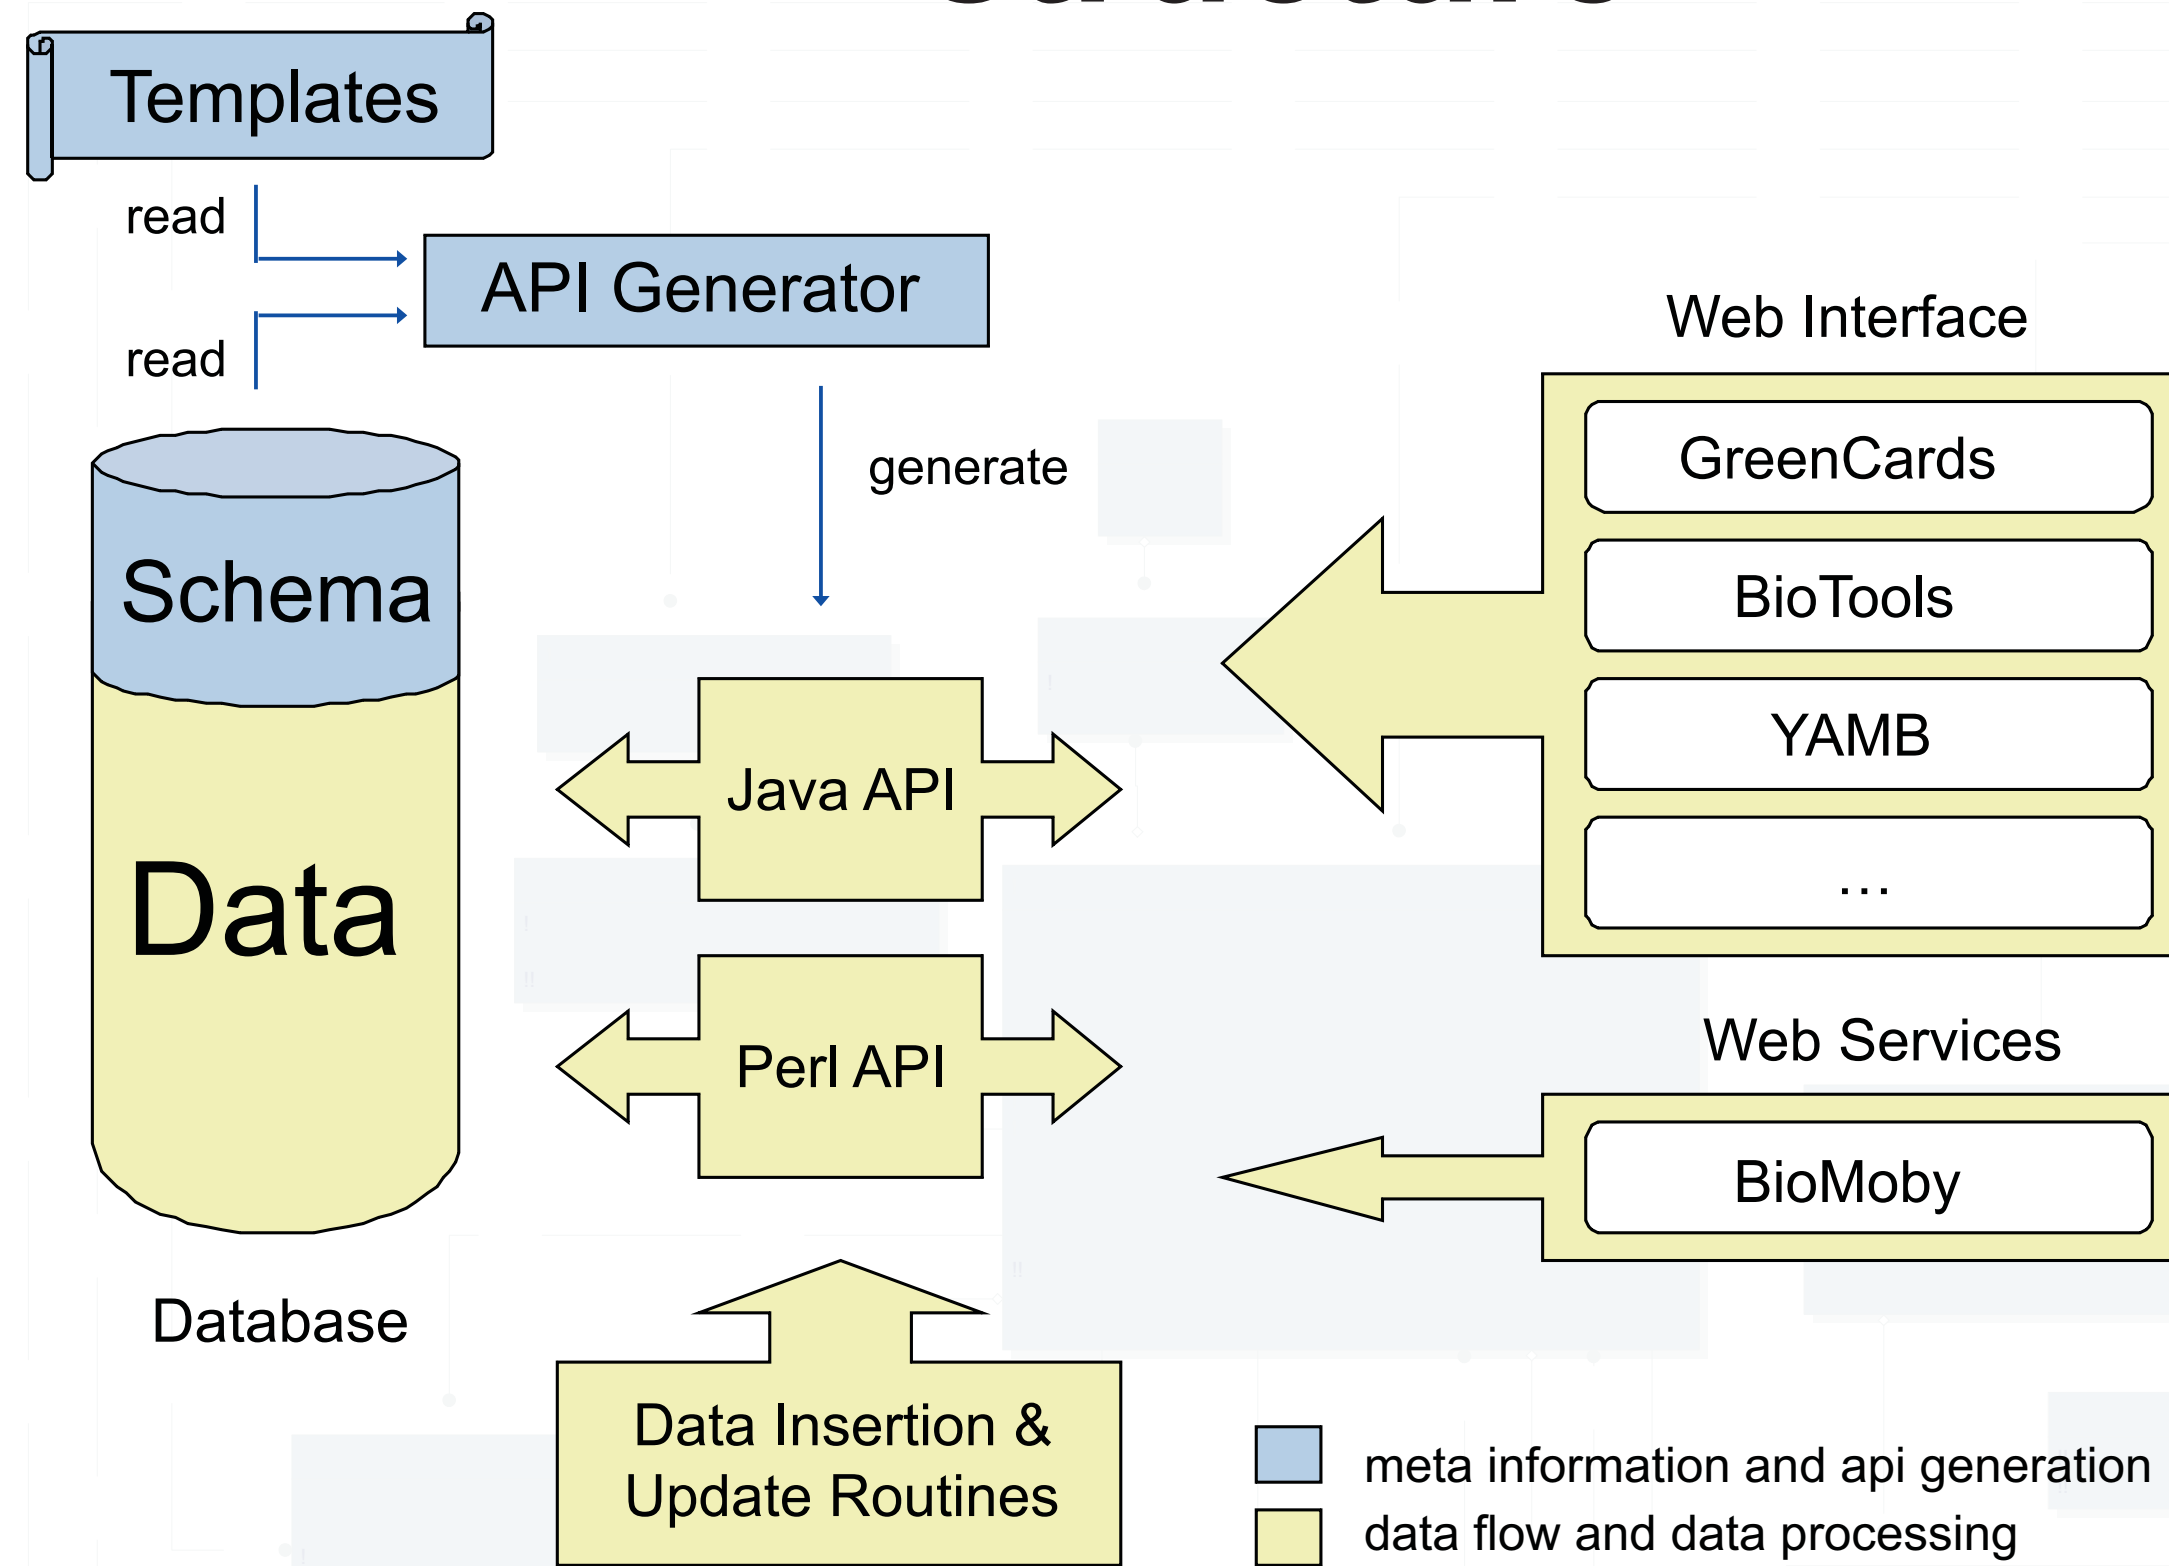 Templates
read
API Generator
read
generate
Schema
Data
Database
Java API
Perl API
Data Insertion &
Update Routines
Web Interface
GreenCards
BioTools
YAMB
…
Web Services
BioMoby
meta information and api generation
data flow and data processing